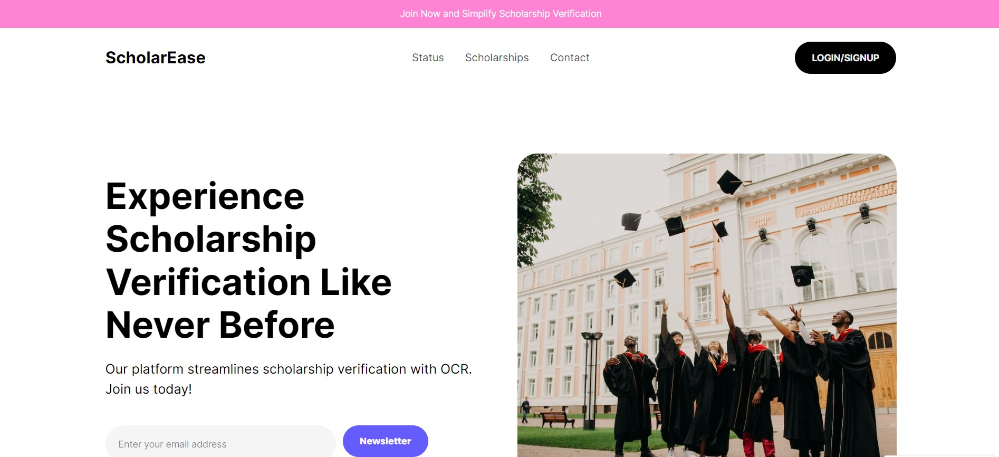 Join Now and Simplify Scholarship Verification
ScholarEase
Status
Scholarships
Contact
LOGIN/SIGNUP
Experience
Scholarship
Verification Like
Never Before
Our platform streamlines scholarship verification with OCR.
Join us today!
Enter your email address
Newsletter